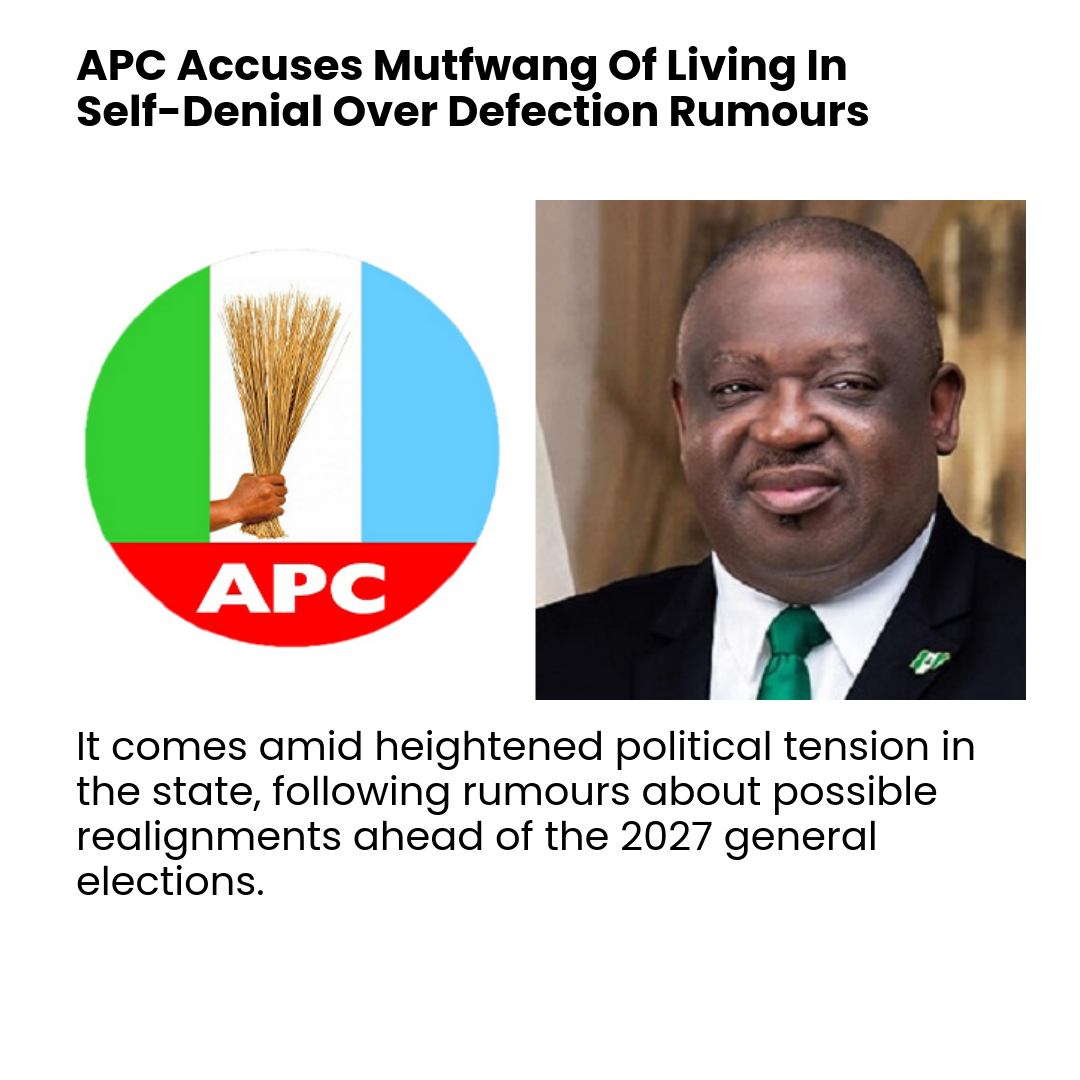 APC Accuses Mutfwang Of Living In
Self-Denial Over Defection Rumours
APC
It comes amid heightened political tension in
the state, following rumours about possible
realignments ahead of the 2027 general
elections.